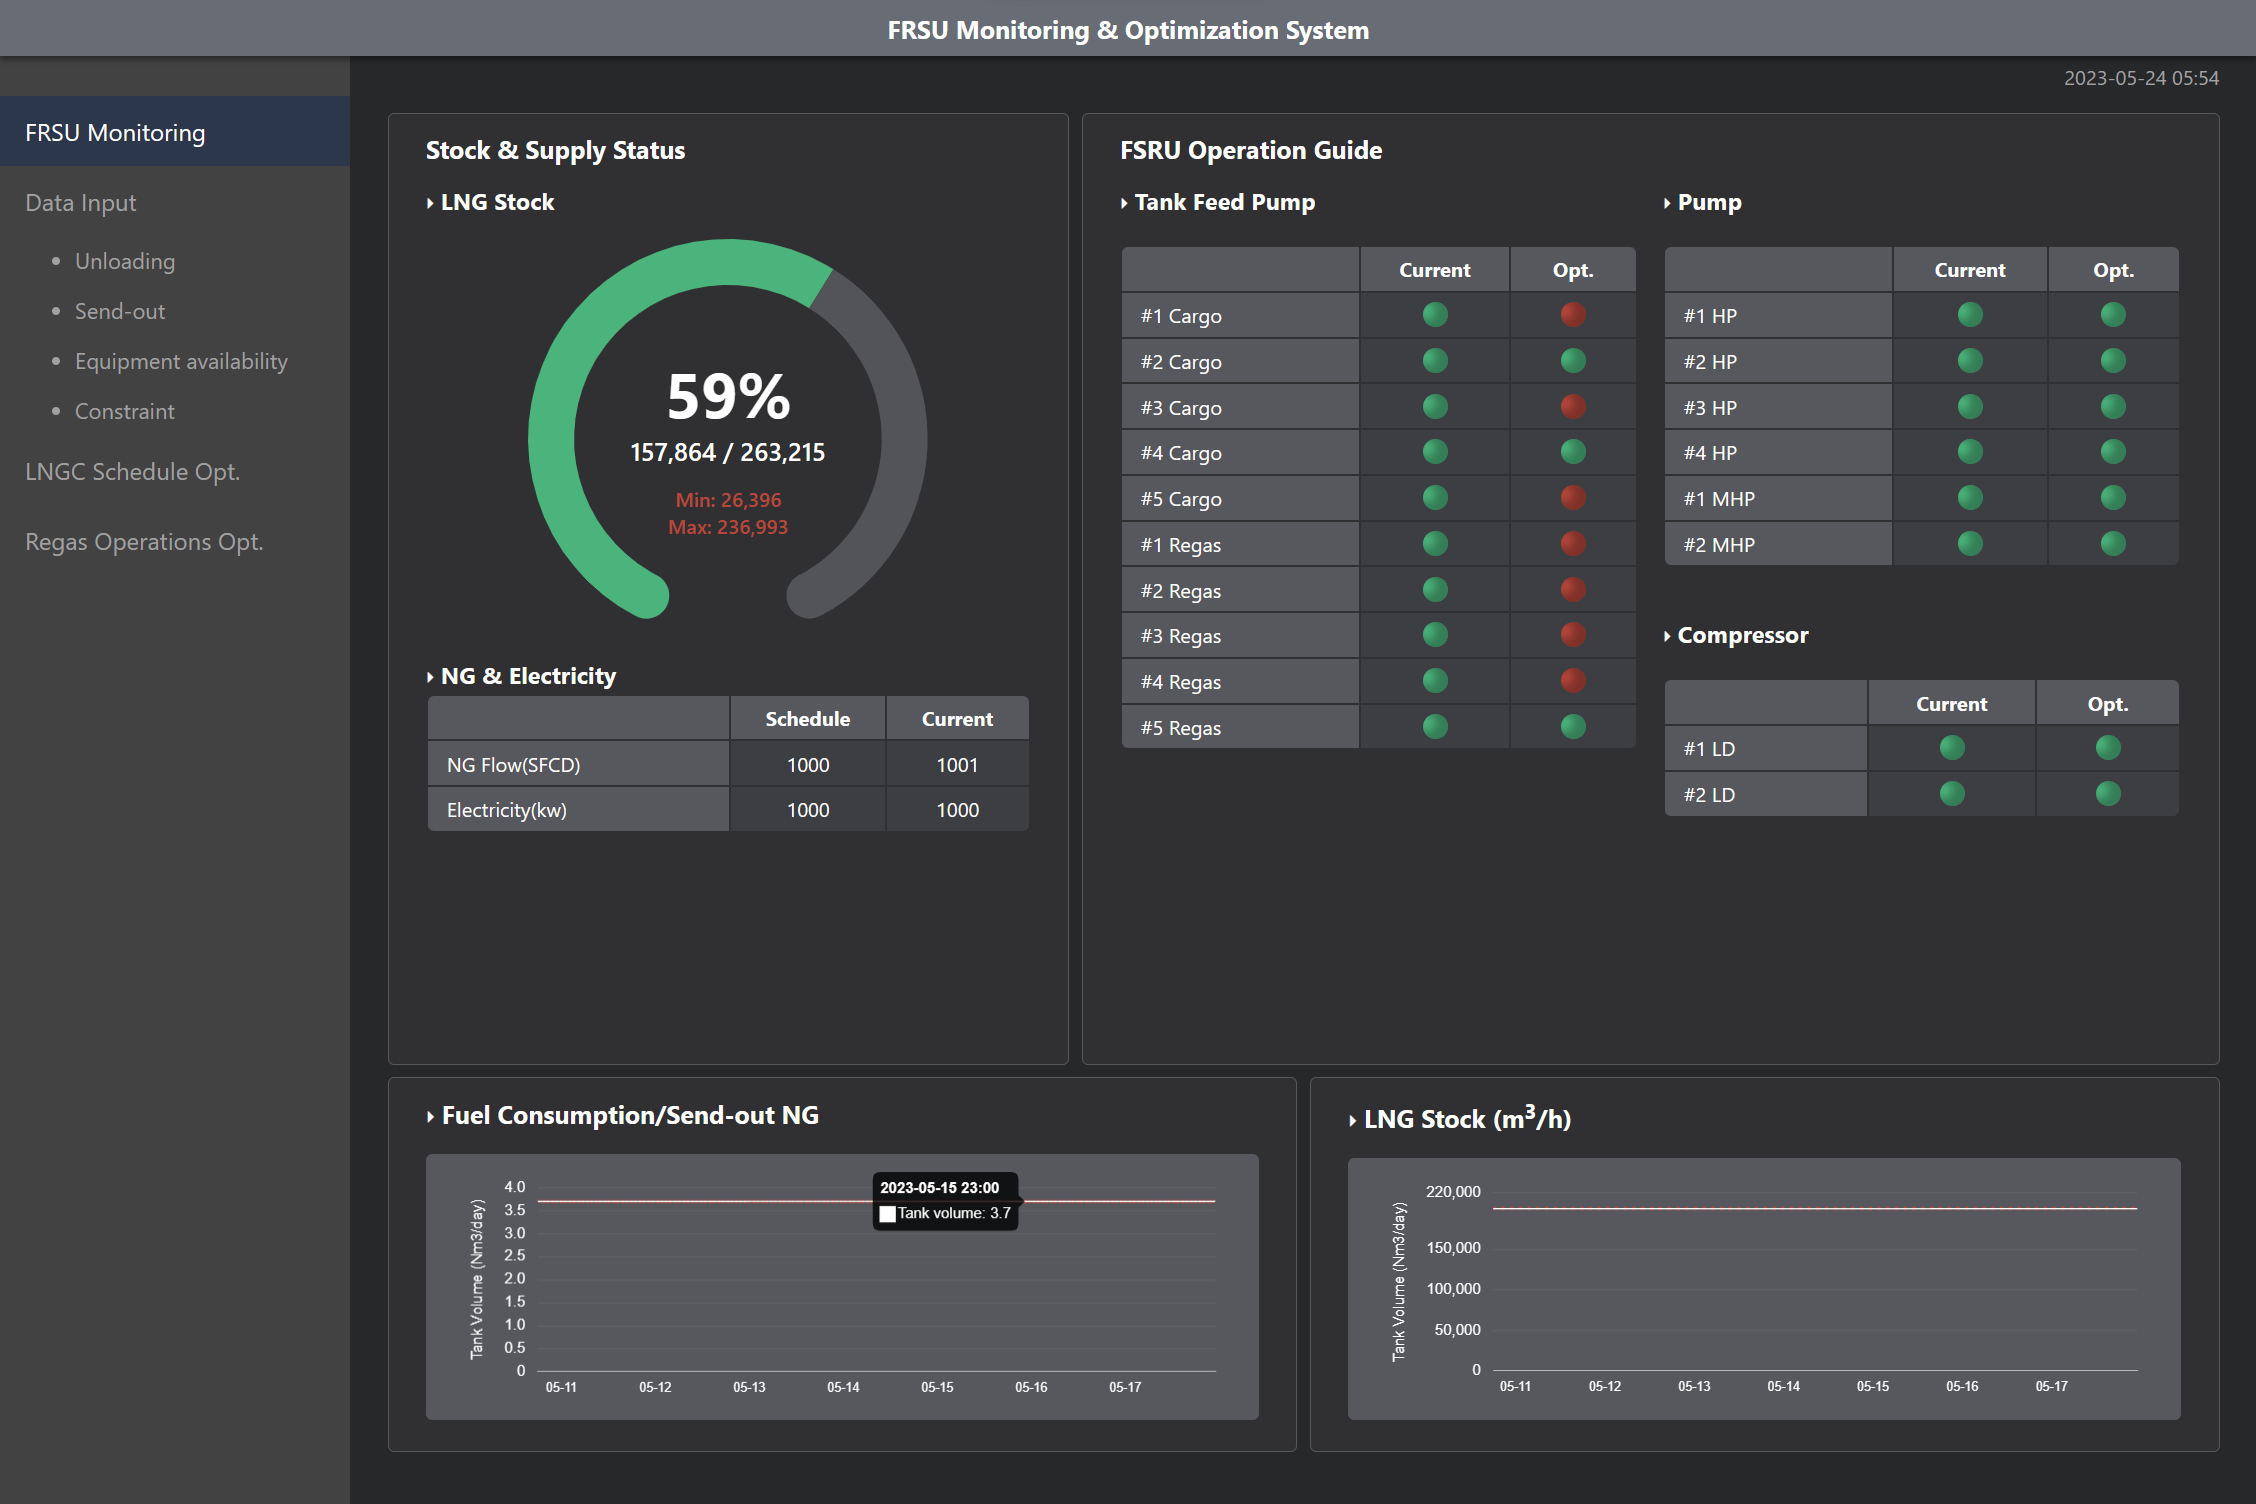 FRSU Monitoring & Optimization System
2023-05-24 05:54
FRSU Monitoring
Data Input
Unloading
Send-out
Equipment availability
Constraint
LNGC Schedule Opt.
Regas Operations Opt.
Stock & Supply Status
LNG Stock
59%
157,864 / 263,215
Min: 26,396
Max: 236,993
NG & Electricity
Schedule Current
NG Flow(SFCD) 1000 1001
Electricity(kw) 1000 1000
FSRU Operation Guide
Tank Feed Pump
Current Opt.
#1 Cargo
#2 Cargo
#3 Cargo
#4 Cargo
#5 Cargo
#1 Regas
#2 Regas
#3 Regas
#4 Regas
#5 Regas
Pump
Current Opt.
#1 HP
#2 HP
#3 HP
#4 HP
#1 MHP
#2 MHP
Compressor
Current Opt.
#1 LD
#2 LD
Fuel Consumption/Send-out NG
Tank Volume (Nm3/day)
4.0
3.5
3.0
2.5
2.0
1.5
1.0
0.5
0
2023-05-15 23:00
Tank volume: 3.7
05-11 05-12 05-13 05-14 05-15 05-16 05-17
LNG Stock (m³/h)
Tank Volume (Nm3/day)
220,000
150,000
100,000
50,000
0
05-11 05-12 05-13 05-14 05-15 05-16 05-17